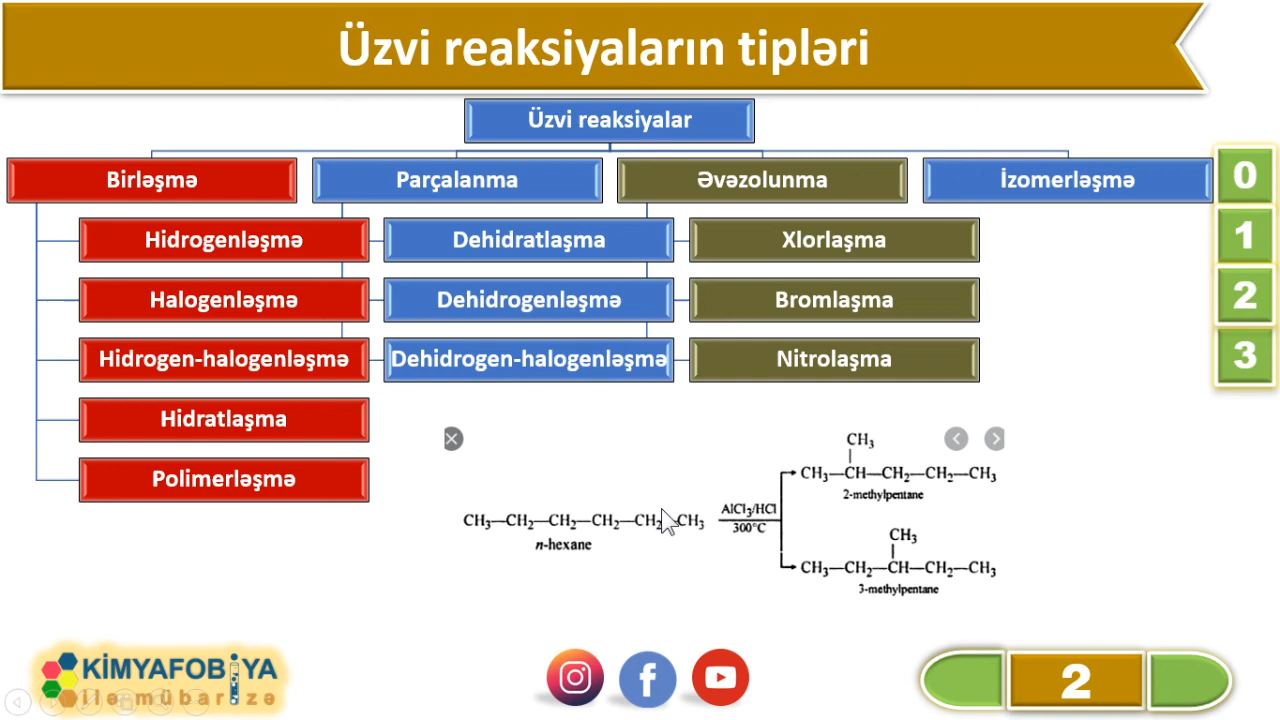 Üzvi reaksiyaların tipləri
Üzvi reaksiyalar
Birləşmə
Parçalanma
Əvəzolunma
İzomerləşmə
0
Hidrogenləşmə
Dehidratlaşma
Xlorlaşma
1
Halogenləşmə
Dehidrogenləşmə
Bromlaşma
2
Hidrogen-halogenləşmə
Dehidrogen-halogenləşmə
Nitrolaşma
3
Hidratlaşma
Polimerləşmə
CH₃
CH₃—CH—CH₂—CH₂—CH₃
2-methylpentane
CH₃—CH₂—CH₂—CH₂—CH₂—CH₃
n-hexane
AlCl₃/HCl
300°C
CH₃
CH₃—CH₂—CH—CH₂—CH₃
3-methylpentane
KİMYAFOBİYA
ilə mübarizə
2